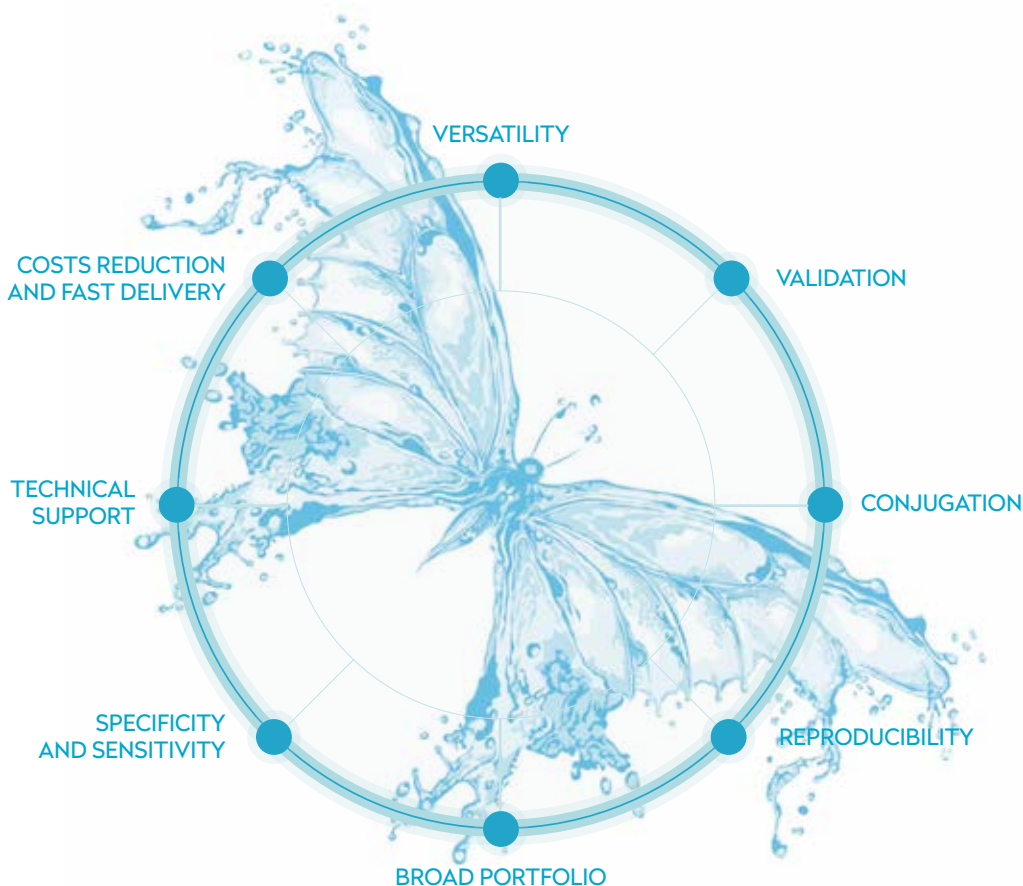 VERSATILITY
COSTS REDUCTION
AND FAST DELIVERY
VALIDATION
TECHNICAL
SUPPORT
CONJUGATION
SPECIFICITY
AND SENSITIVITY
REPRODUCIBILITY
BROAD PORTFOLIO